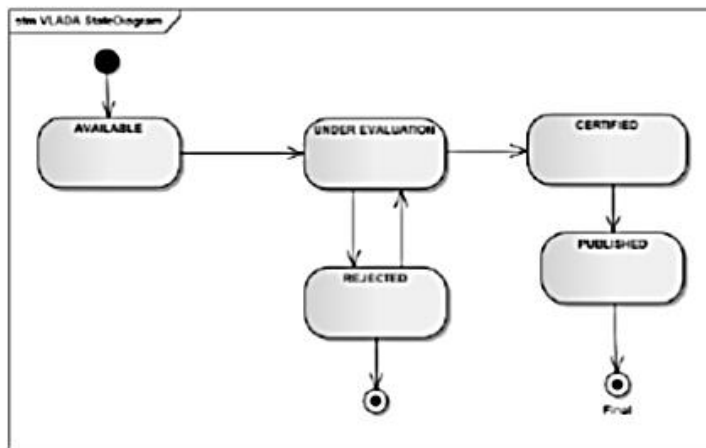 stm VLADA StateDiagram
AVAILABLE
UNDER EVALUATION
CERTIFIED
REJECTED
PUBLISHED
Final